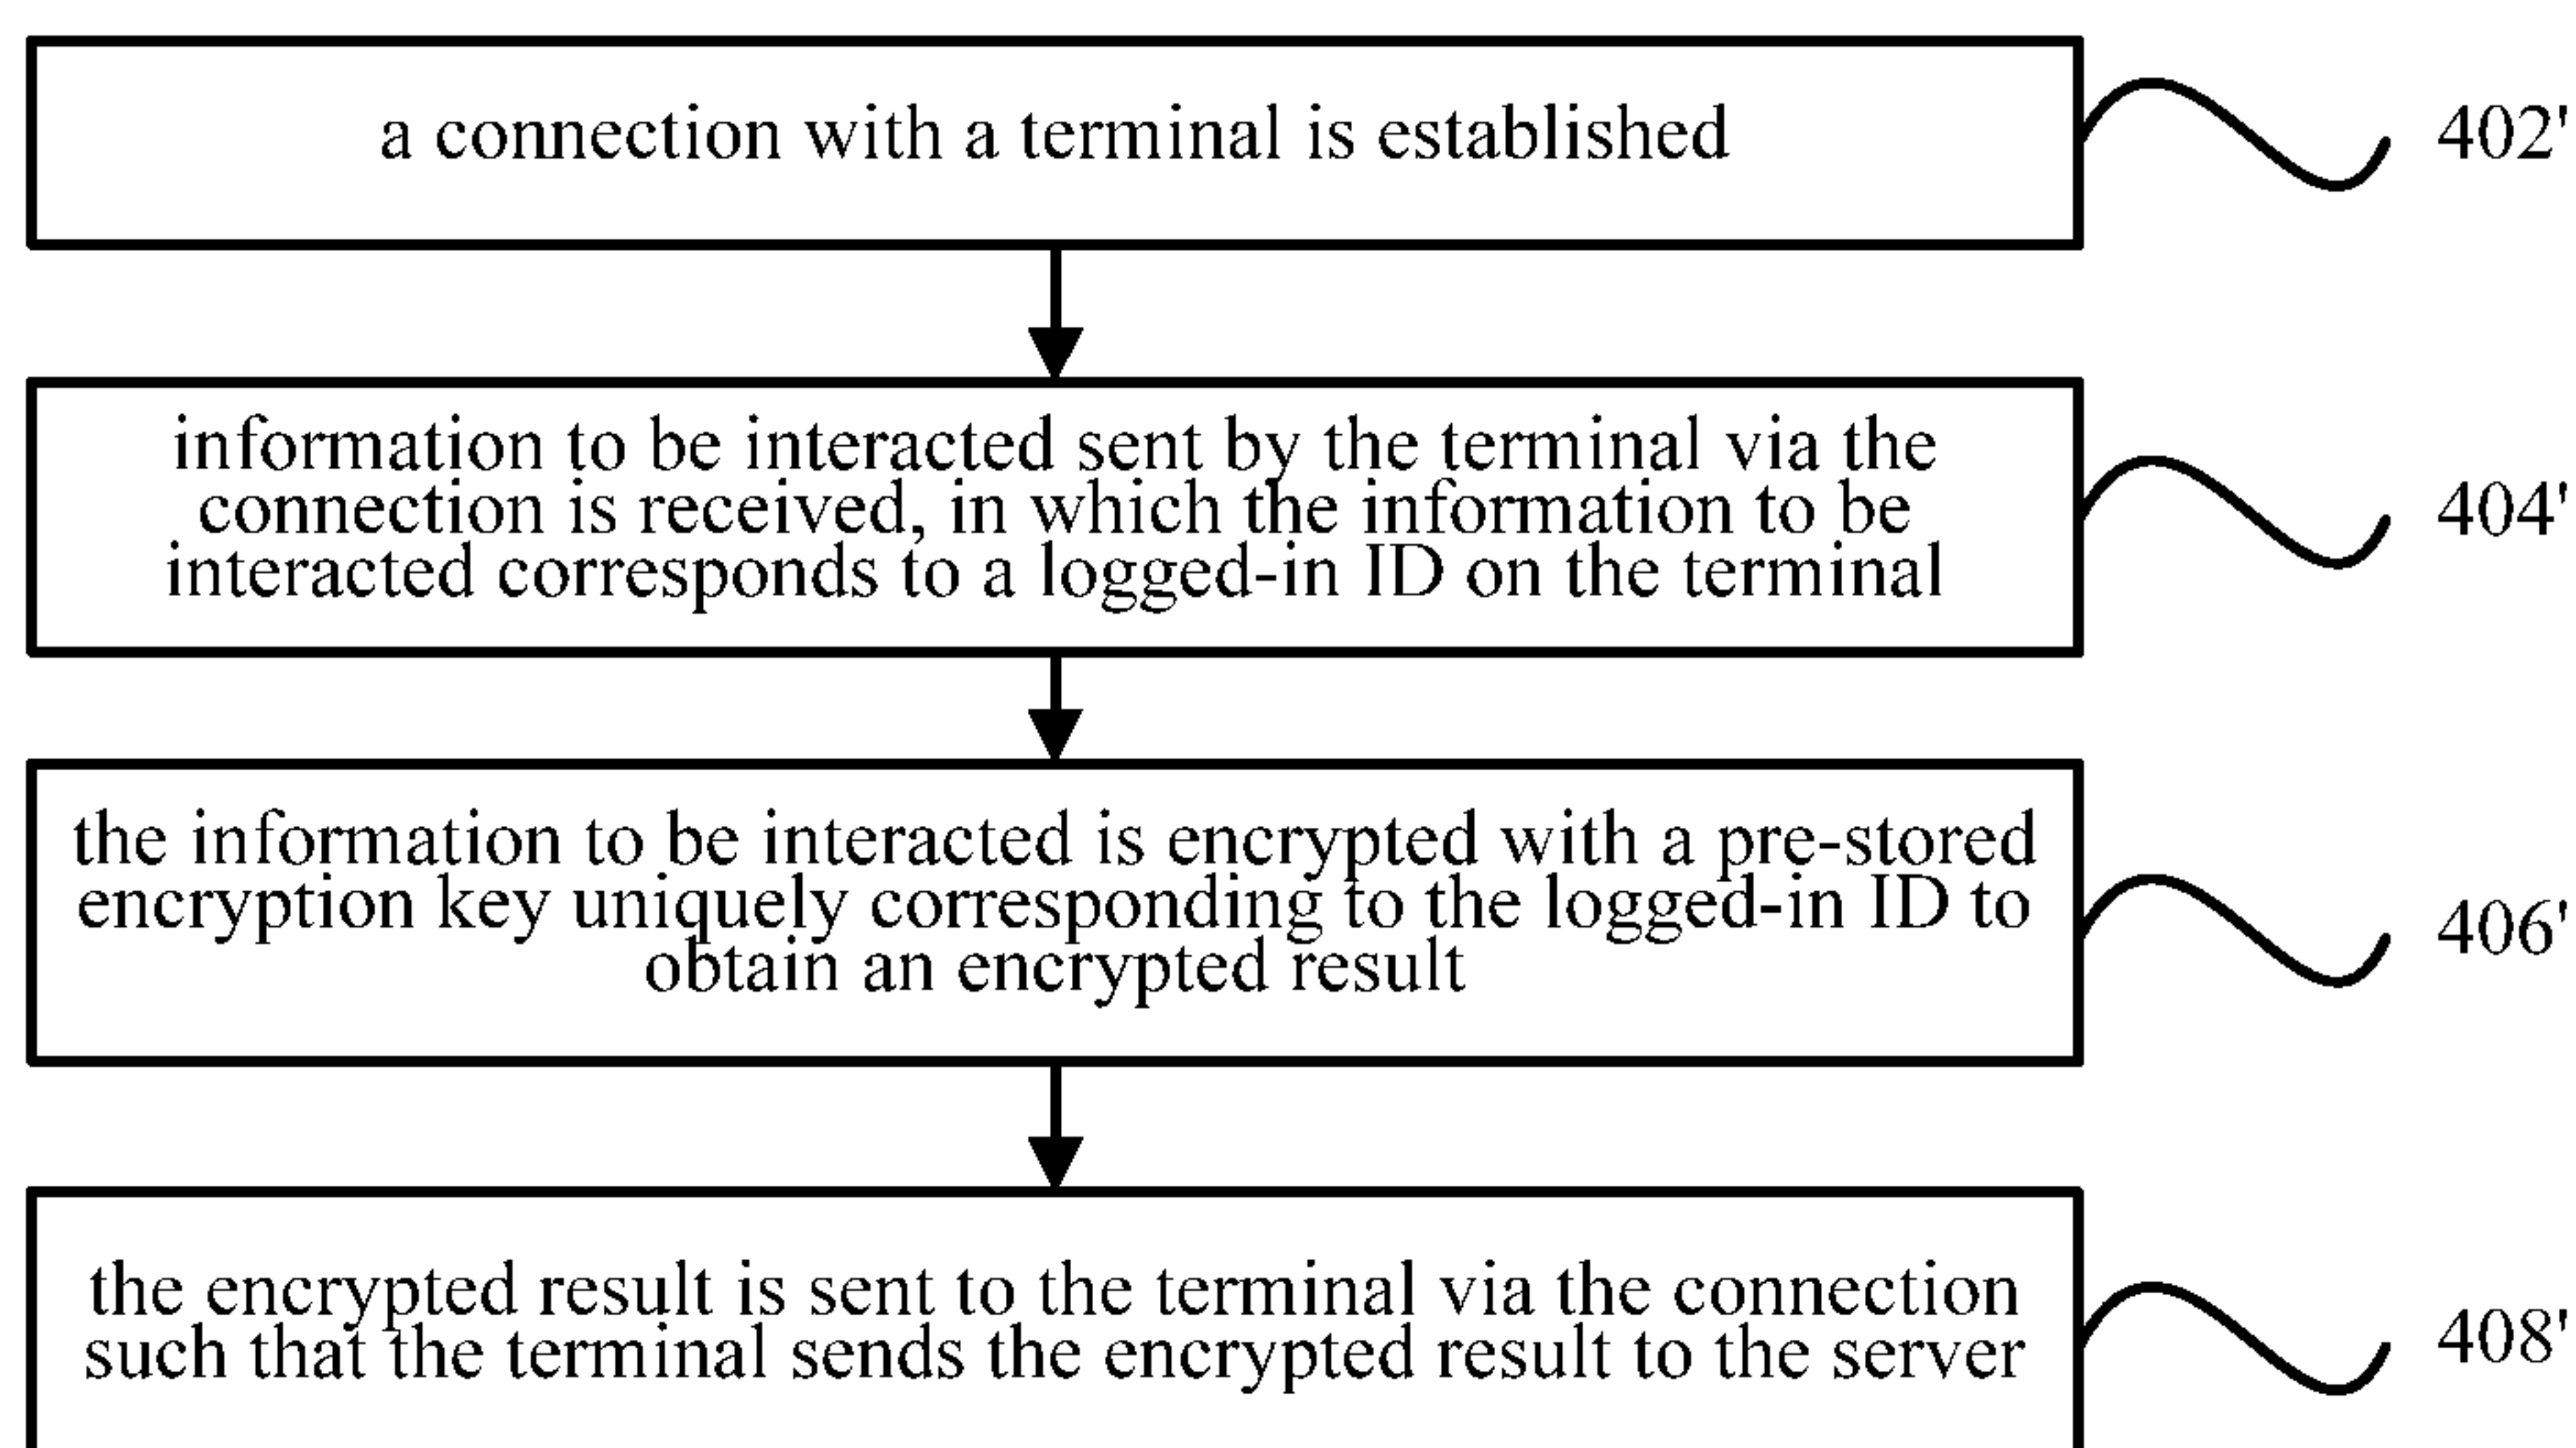 a connection with a terminal is established
402'
information to be interacted sent by the terminal via the
connection is received, in which the information to be
interacted corresponds to a logged-in ID on the terminal
404'
the information to be interacted is encrypted with a pre-stored
encryption key uniquely corresponding to the logged-in ID to
obtain an encrypted result
406'
the encrypted result is sent to the terminal via the connection
such that the terminal sends the encrypted result to the server
408'